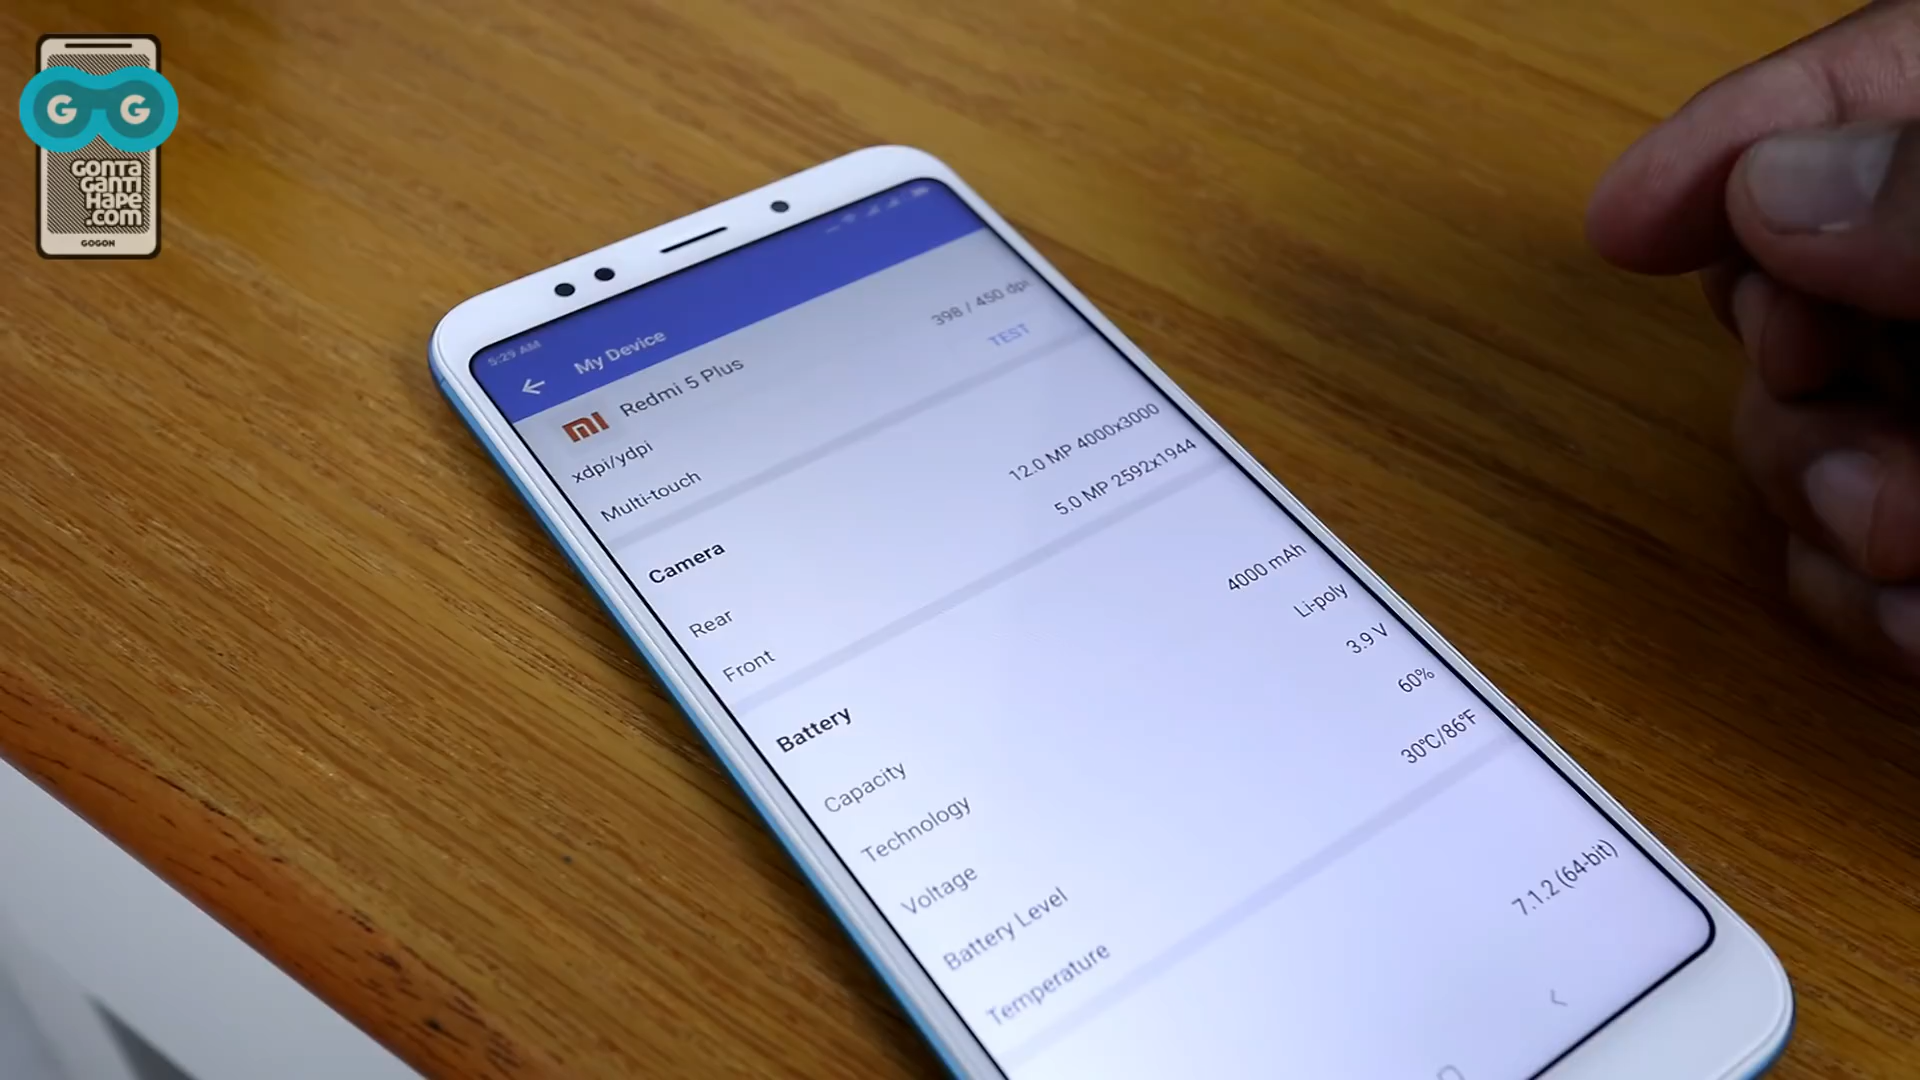 G G
GONTA
GANTI
HAPE
.COM
GOGON
5:29 AM
My Device
mi Redmi 5 Plus
xdpi/ydpi 398 / 450 dpi
Multi-touch TEST
Camera
Rear 12.0 MP 4000x3000
Front 5.0 MP 2592x1944
Battery
Capacity 4000 mAh
Technology Li-poly
Voltage 3.9 V
Battery Level 60%
Temperature 30°C/86°F
7.1.2 (64-bit)